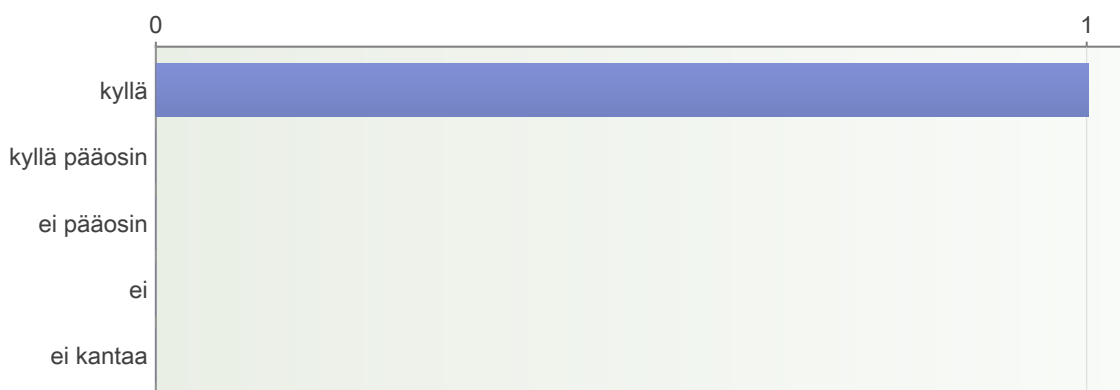 0 1
kyllä
kyllä pääosin
ei pääosin
ei
ei kantaa